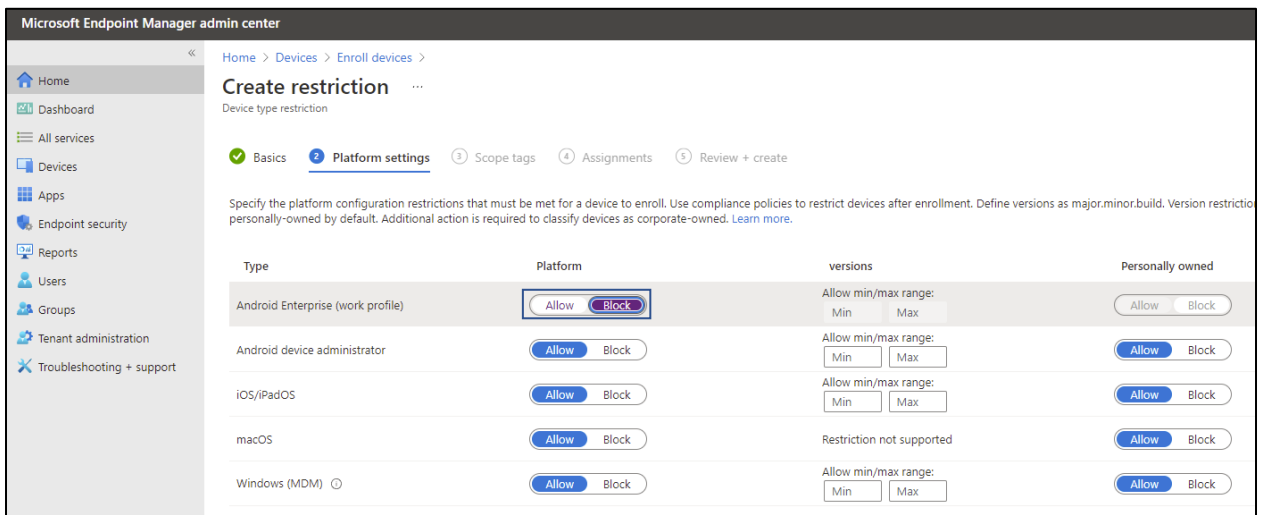 Microsoft Endpoint Manager admin center
«
Home
Dashboard
All services
Devices
Apps
Endpoint security
Reports
Users
Groups
Tenant administration
Troubleshooting + support
Home > Devices > Enroll devices >
Create restriction ...
Device type restriction
Basics 2 Platform settings 3 Scope tags 4 Assignments 5 Review + create
Specify the platform configuration restrictions that must be met for a device to enroll. Use compliance policies to restrict devices after enrollment. Define versions as major.minor.build. Version restriction
personally-owned by default. Additional action is required to classify devices as corporate-owned. Learn more.
Type Platform versions Personally owned
Android Enterprise (work profile) Allow Block Allow min/max range: Allow Block
Min Max
Android device administrator Allow Block Allow min/max range: Allow Block
Min Max
iOS/iPadOS Allow Block Allow min/max range: Allow Block
Min Max
macOS Allow Block Restriction not supported Allow Block
Windows (MDM) Allow Block Allow min/max range: Allow Block
Min Max